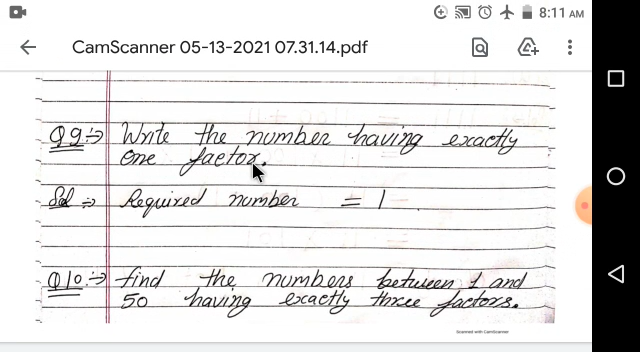 8:11 AM
CamScanner 05-13-2021 07.31.14.pdf
Q9:-> Write the number having exactly
one factor.
Sol => Required number = 1
Q10:-> find the numbers between 1 and
50 having exactly three factors.
Scanned with CamScanner